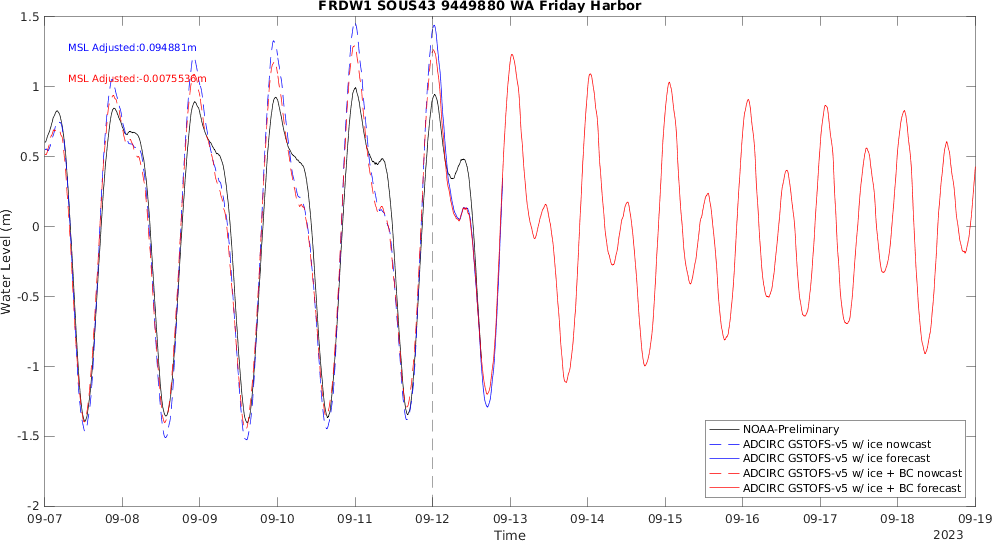 FRDW1 SOUS43 9449880 WA Friday Harbor
MSL Adjusted:0.094881m
MSL Adjusted:-0.0075536m
Water Level (m)
1.5
1
0.5
0
-0.5
-1
-1.5
-2
NOAA-Preliminary
ADCIRC GSTOFS-v5 w/ ice nowcast
ADCIRC GSTOFS-v5 w/ ice forecast
ADCIRC GSTOFS-v5 w/ ice + BC nowcast
ADCIRC GSTOFS-v5 w/ ice + BC forecast
09-07 09-08 09-09 09-10 09-11 09-12 09-13 09-14 09-15 09-16 09-17 09-18 09-19
Time
2023